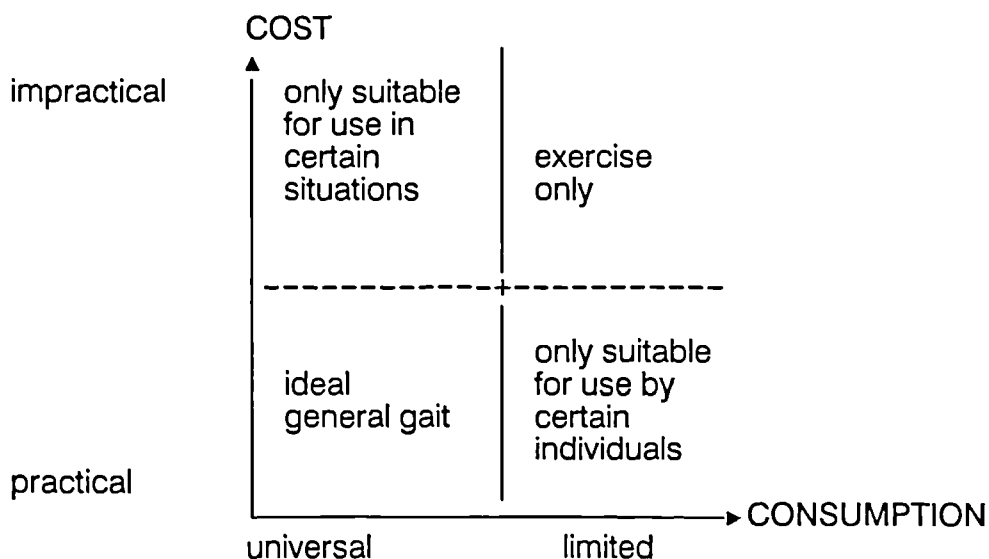 COST
impractical
only suitable
for use in
certain
situations
exercise
only
ideal
general gait
only suitable
for use by
certain
individuals
practical
CONSUMPTION
universal
limited